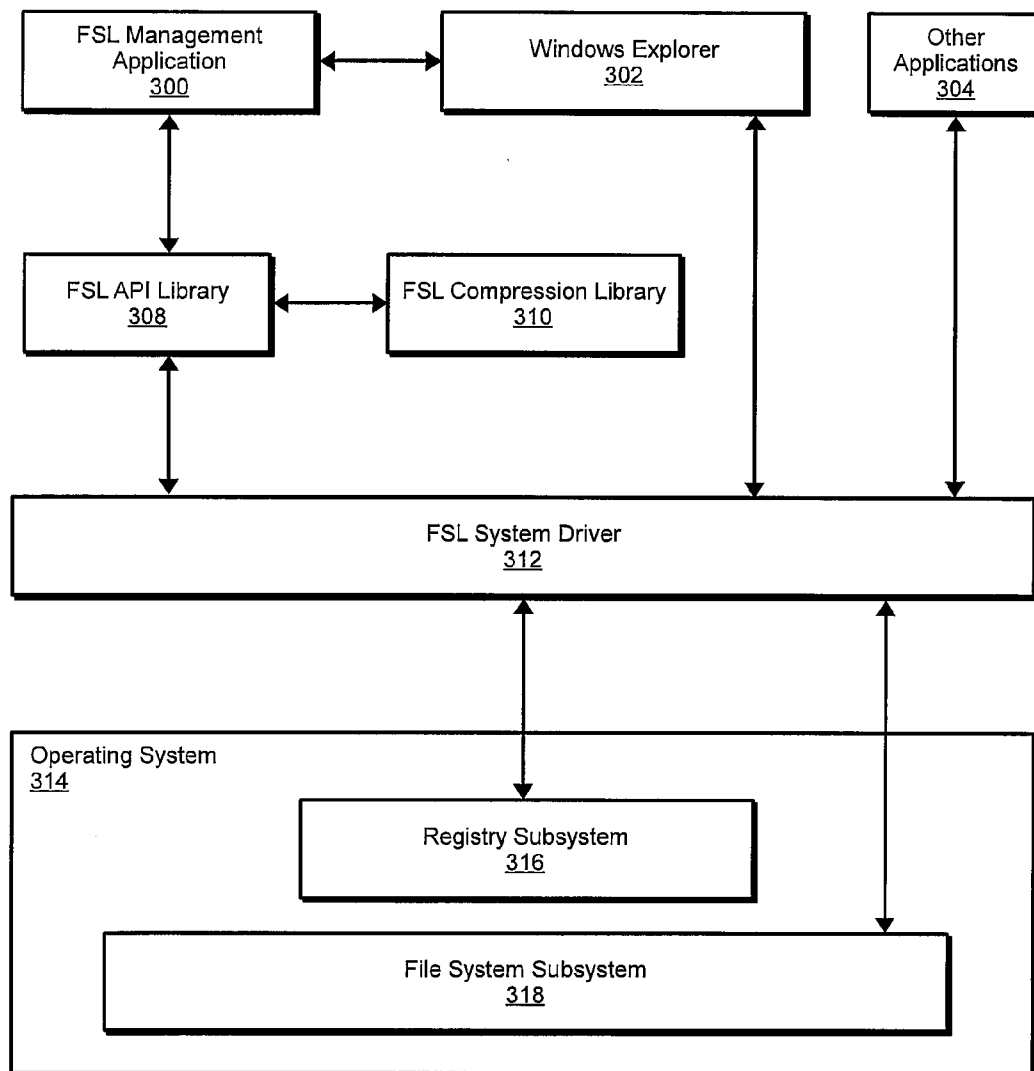 FSL Management
Application
300
Windows Explorer
302
Other
Applications
304
FSL API Library
308
FSL Compression Library
310
FSL System Driver
312
Operating System
314
Registry Subsystem
316
File System Subsystem
318